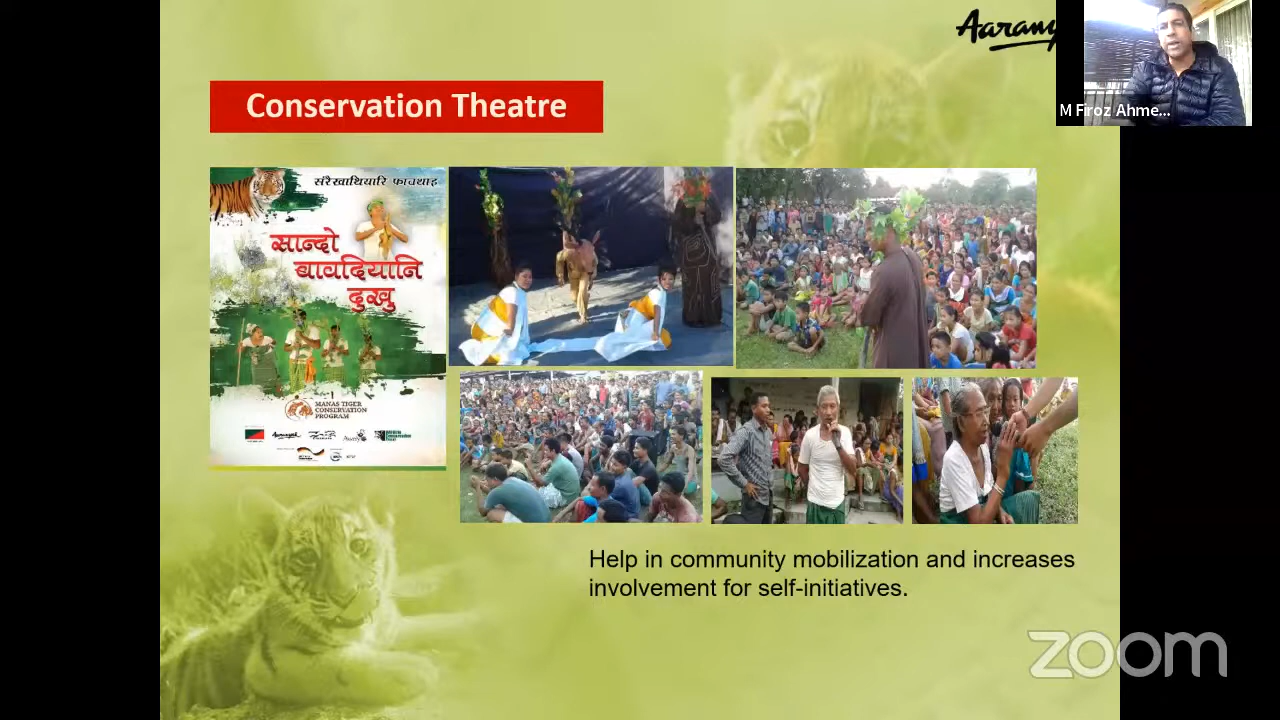 Aarany
M Firoz Ahme...
Conservation Theatre
संरैखाथियारि फावथाइ
सान्दो
बावदियानि
दुखु
MANAS TIGER
CONSERVATION
PROGRAM
Help in community mobilization and increases
involvement for self-initiatives.
zoom